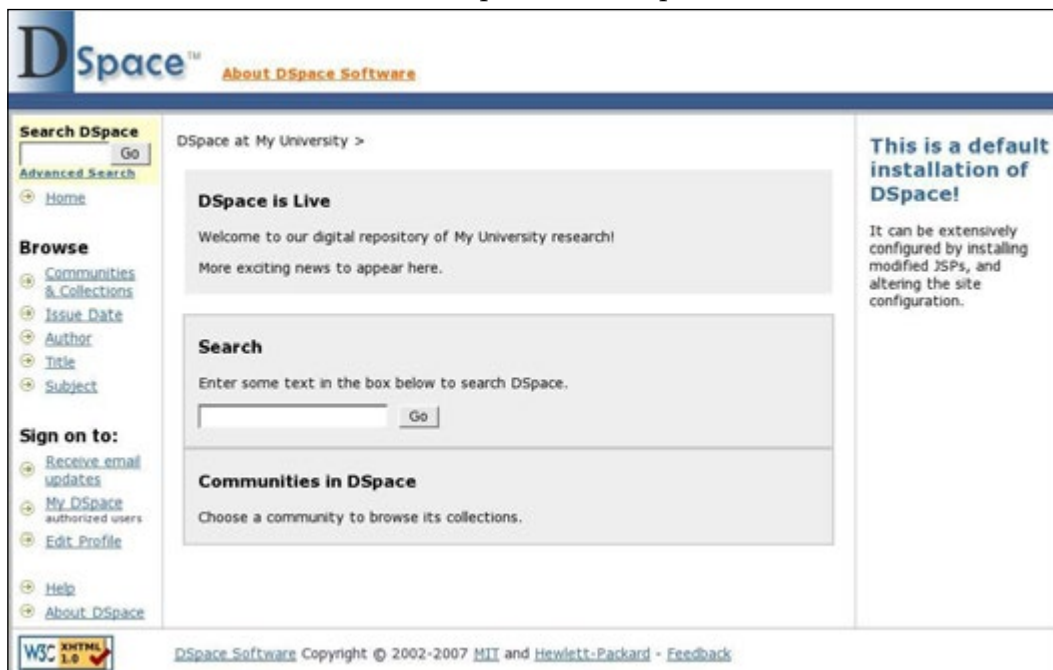 DSpace™ About DSpace Software
Search DSpace
Go
Advanced Search
Home
Browse
Communities
& Collections
Issue Date
Author
Title
Subject
Sign on to:
Receive email
updates
My DSpace
authorized users
Edit Profile
Help
About DSpace
DSpace at My University >
DSpace is Live
Welcome to our digital repository of My University research!
More exciting news to appear here.
Search
Enter some text in the box below to search DSpace.
Go
Communities in DSpace
Choose a community to browse its collections.
This is a default
installation of
DSpace!
It can be extensively
configured by installing
modified JSPs, and
altering the site
configuration.
W3C XHTML
1.0
DSpace Software Copyright © 2002-2007 MIT and Hewlett-Packard - Feedback